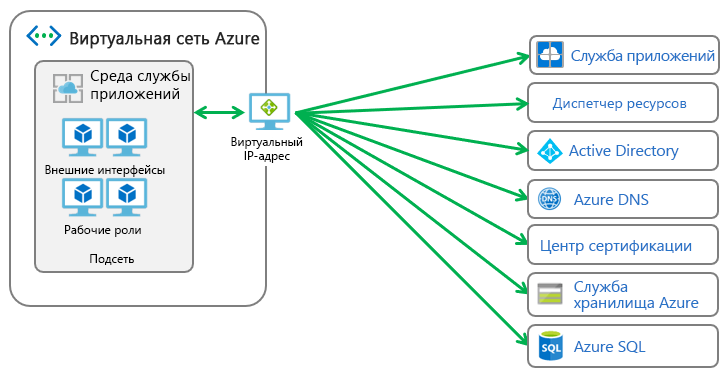 Виртуальная сеть Azure
Среда службы
приложений
Внешние интерфейсы
Рабочие роли
Подсеть
Виртуальный
IP-адрес
Служба приложений
Диспетчер ресурсов
Active Directory
DNS
Azure DNS
Центр сертификации
Служба
хранилища Azure
SQL
Azure SQL